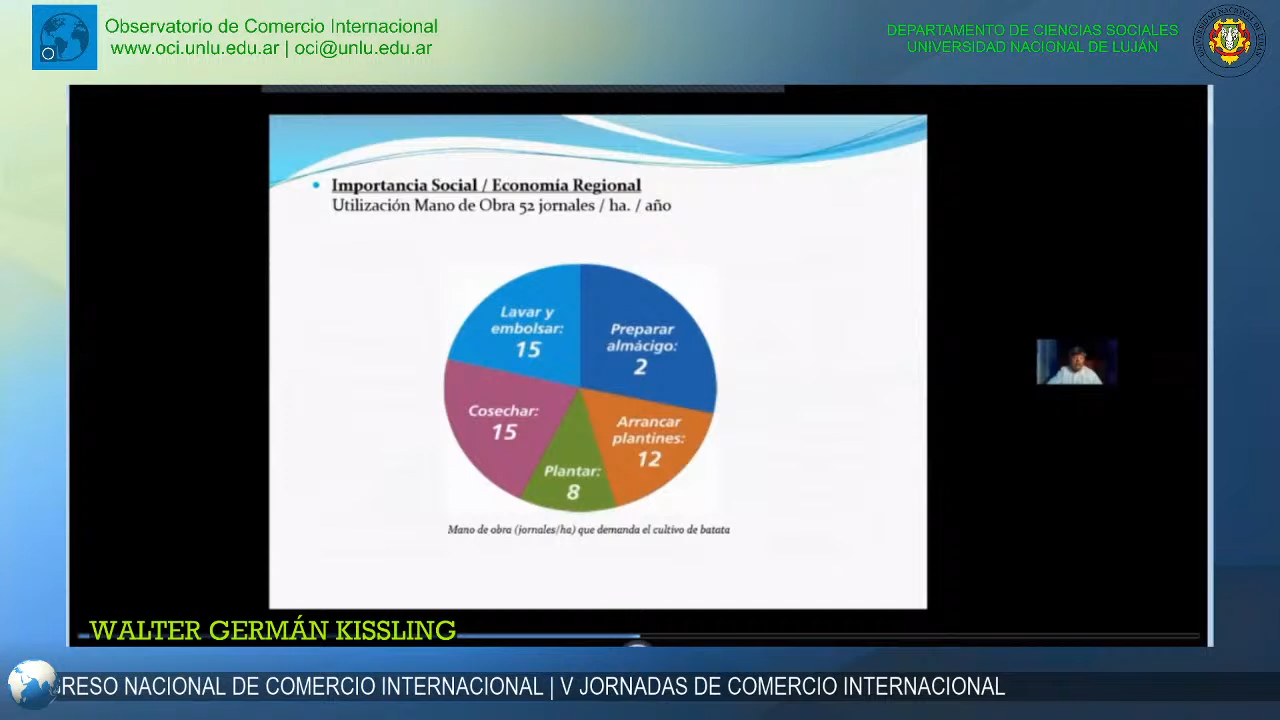 Observatorio de Comercio Internacional
www.oci.unlu.edu.ar | oci@unlu.edu.ar
DEPARTAMENTO DE CIENCIAS SOCIALES
UNIVERSIDAD NACIONAL DE LUJÁN
Importancia Social / Economía Regional
Utilización Mano de Obra 52 jornales / ha. / año
Lavar y
embolsar:
15
Preparar
almácigo:
2
Cosechar:
15
Arrancar
plantines:
12
Plantar:
8
Mano de obra (jornales/ha) que demanda el cultivo de batata
WALTER GERMÁN KISSLING
GRESO NACIONAL DE COMERCIO INTERNACIONAL | V JORNADAS DE COMERCIO INTERNACIONAL